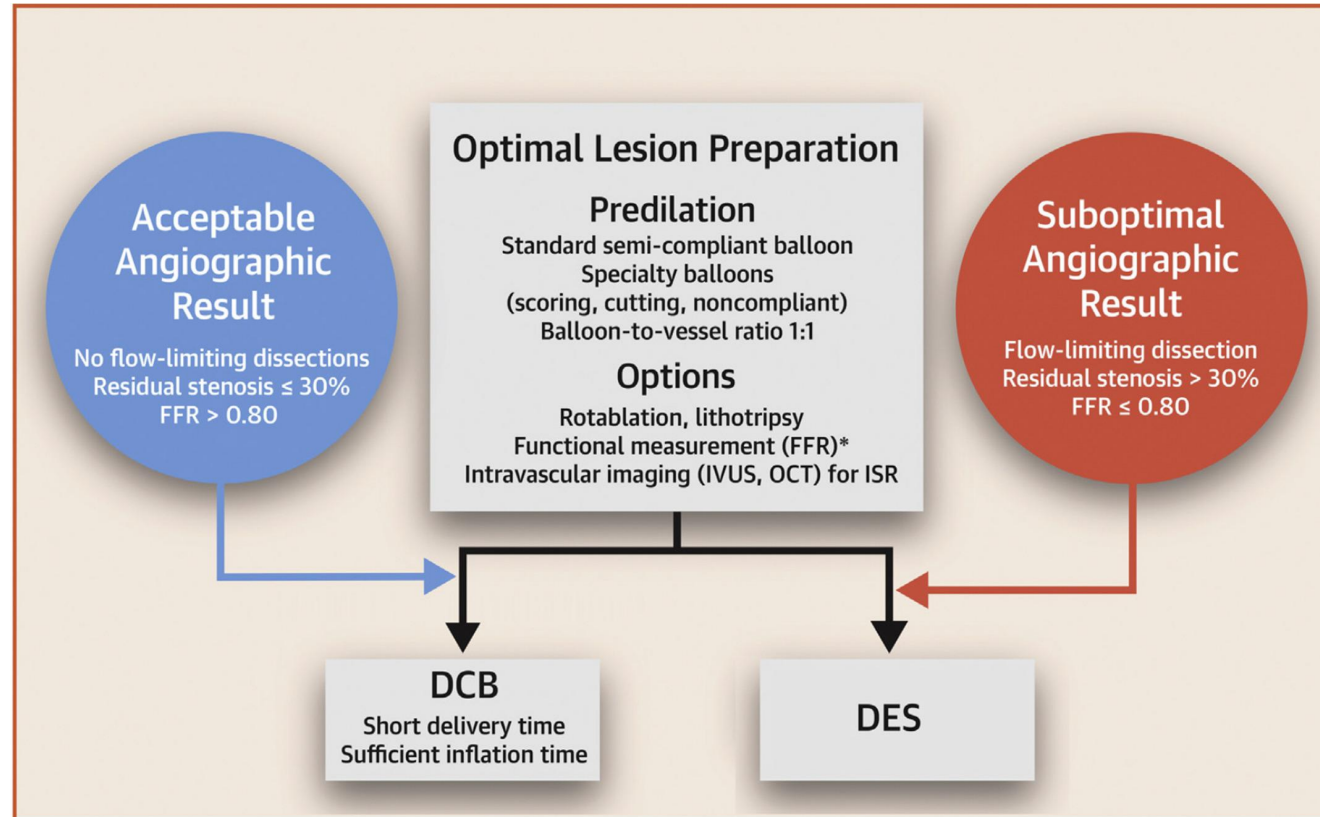 Acceptable
Angiographic
Result
No flow-limiting dissections
Residual stenosis ≤ 30%
FFR > 0.80
Optimal Lesion Preparation
Predilation
Standard semi-compliant balloon
Specialty balloons
(scoring, cutting, noncompliant)
Balloon-to-vessel ratio 1:1
Options
Rotablation, lithotripsy
Functional measurement (FFR)*
Intravascular imaging (IVUS, OCT) for ISR
Suboptimal
Angiographic
Result
Flow-limiting dissection
Residual stenosis > 30%
FFR ≤ 0.80
DCB
Short delivery time
Sufficient inflation time
DES